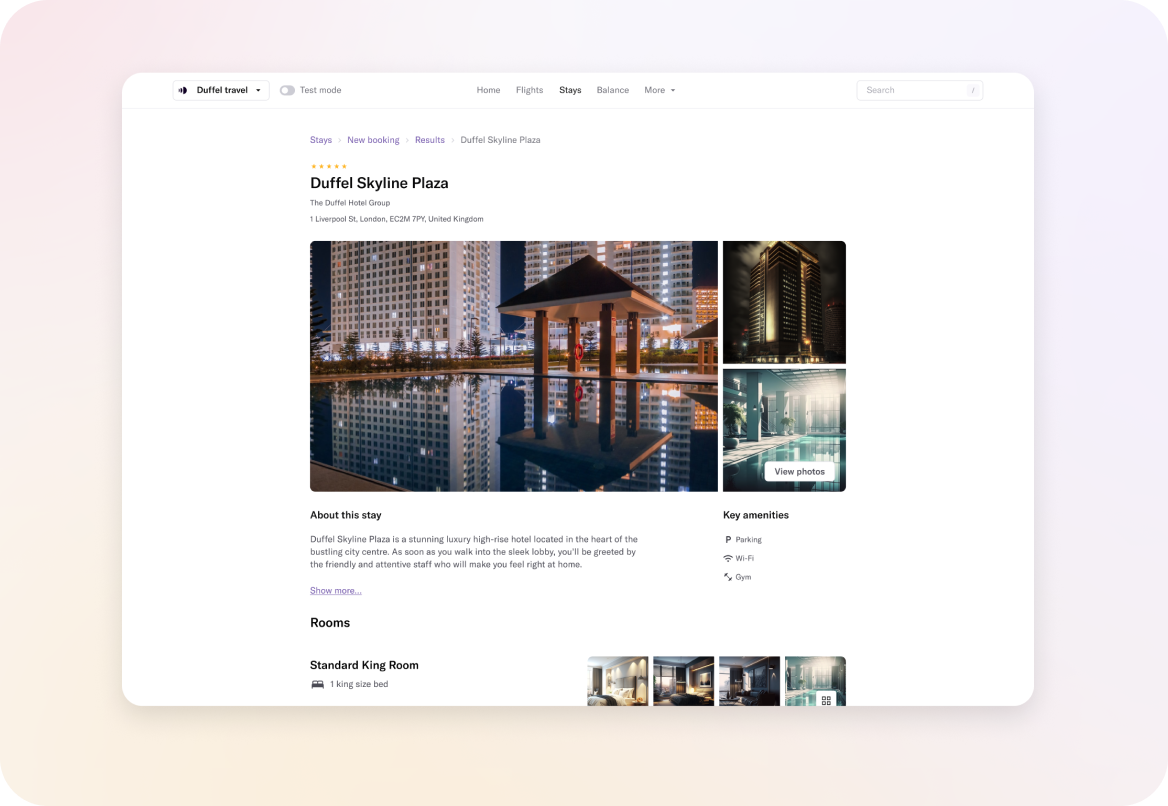 Duffel travel
Test mode
Home
Flights
Stays
Balance
More
Search
/
Stays › New booking › Results › Duffel Skyline Plaza
Duffel Skyline Plaza
The Duffel Hotel Group
1 Liverpool St, London, EC2M 7PY, United Kingdom
View photos
About this stay
Duffel Skyline Plaza is a stunning luxury high-rise hotel located in the heart of the
bustling city centre. As soon as you walk into the sleek lobby, you'll be greeted by
the friendly and attentive staff who will make you feel right at home.
Show more...
Key amenities
P Parking
Wi-Fi
Gym
Rooms
Standard King Room
1 king size bed